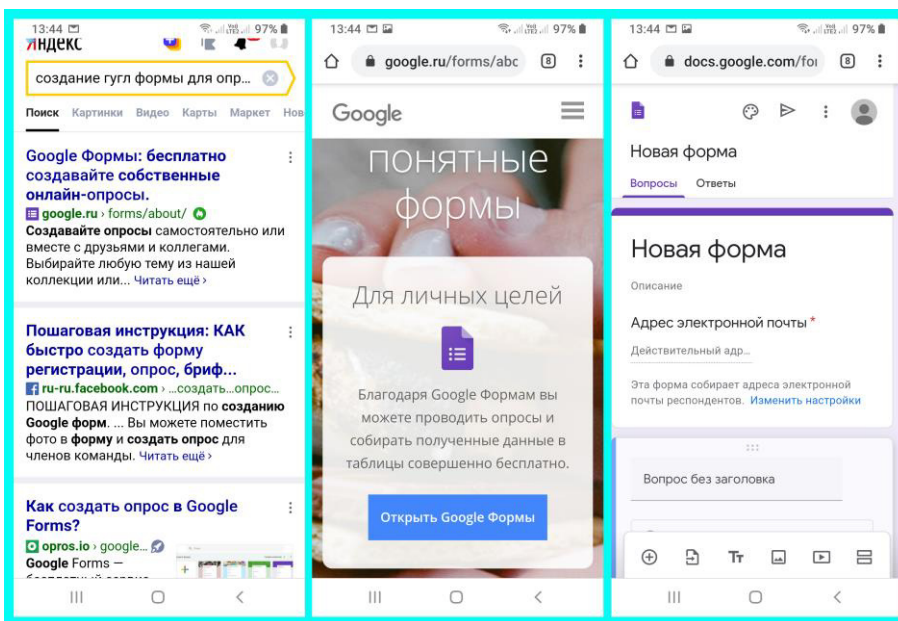 13:44
97%
Яндекс
создание гугл формы для опр...
Поиск Картинки Видео Карты Маркет Нов
Google Формы: бесплатно
создавайте собственные
онлайн-опросы.
google.ru › forms/about/
Создавайте опросы самостоятельно или
вместе с друзьями и коллегами.
Выбирайте любую тему из нашей
коллекции или... Читать ещё ›
Пошаговая инструкция: КАК
быстро создать форму
регистрации, опрос, бриф...
ru-ru.facebook.com › ...создать...опрос...
ПОШАГОВАЯ ИНСТРУКЦИЯ по созданию
Google форм. ... Вы можете поместить
фото в форму и создать опрос для
членов команды. Читать ещё ›
Как создать опрос в Google
Forms?
opros.io › google...
Google Forms —
бесплатный сервис
13:44
97%
google.ru/forms/abc
8
Google
понятные
формы
Для личных целей
Благодаря Google Формам вы
можете проводить опросы и
собирать полученные данные в
таблицы совершенно бесплатно.
Открыть Google Формы
13:44
97%
docs.google.com/for
8
Новая форма
Вопросы Ответы
Новая форма
Описание
Адрес электронной почты *
Действительный адр...
Эта форма собирает адреса электронной
почты респондентов. Изменить настройки
Вопрос без заголовка
Тт